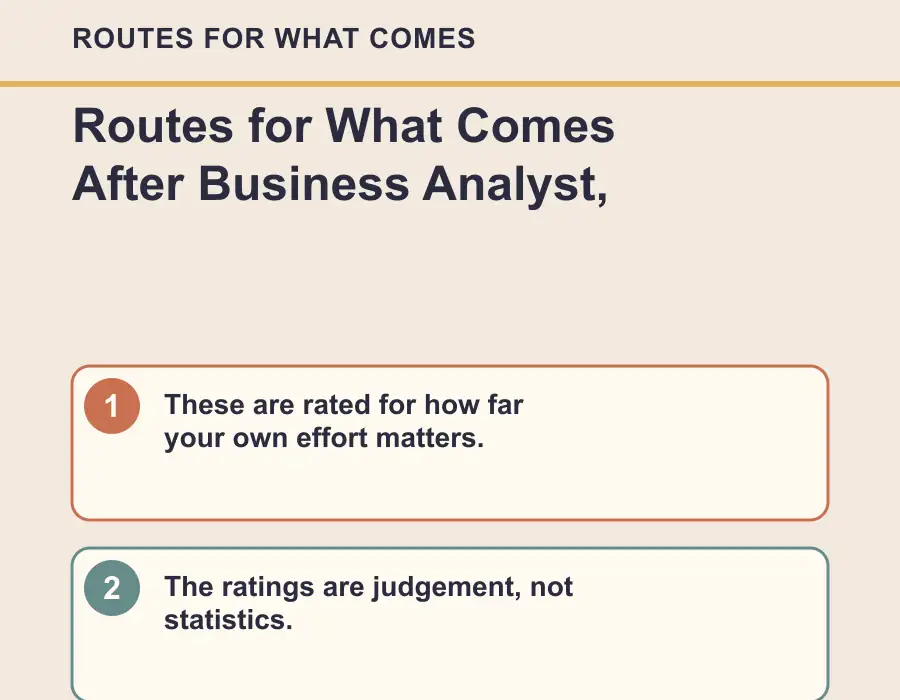 ROUTES FOR WHAT COMES
Routes for What Comes
After Business Analyst,
1
These are rated for how far
your own effort matters.
2
The ratings are judgement, not
statistics.